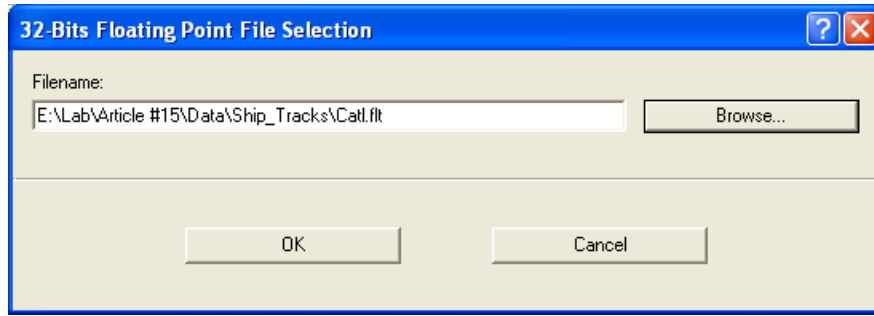 32-Bits Floating Point File Selection
Filename:
E:\Lab\Article #15\Data\Ship_Tracks\Catl.flt
Browse...
OK
Cancel